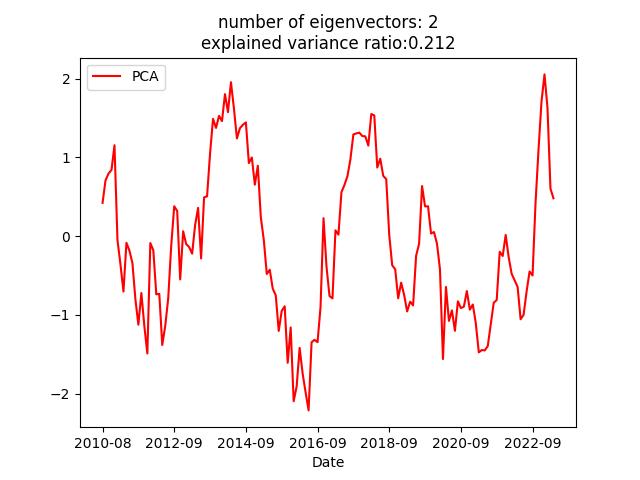 number of eigenvectors: 2
explained variance ratio:0.212
PCA
2
1
0
−1
−2
2010-08 2012-09 2014-09 2016-09 2018-09 2020-09 2022-09
Date